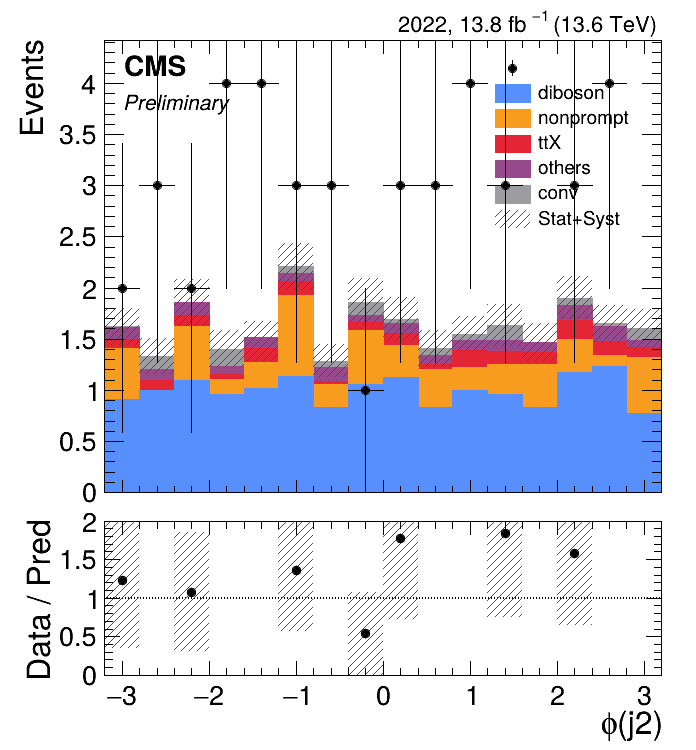 2022, 13.8 fb⁻¹ (13.6 TeV)
Events
CMS
Preliminary
diboson
nonprompt
ttX
others
conv
Stat+Syst
4
3.5
3
2.5
2
1.5
1
0.5
0
Data / Pred
2
1.5
1
0.5
0
−3 −2 −1 0 1 2 3
ϕ(j2)